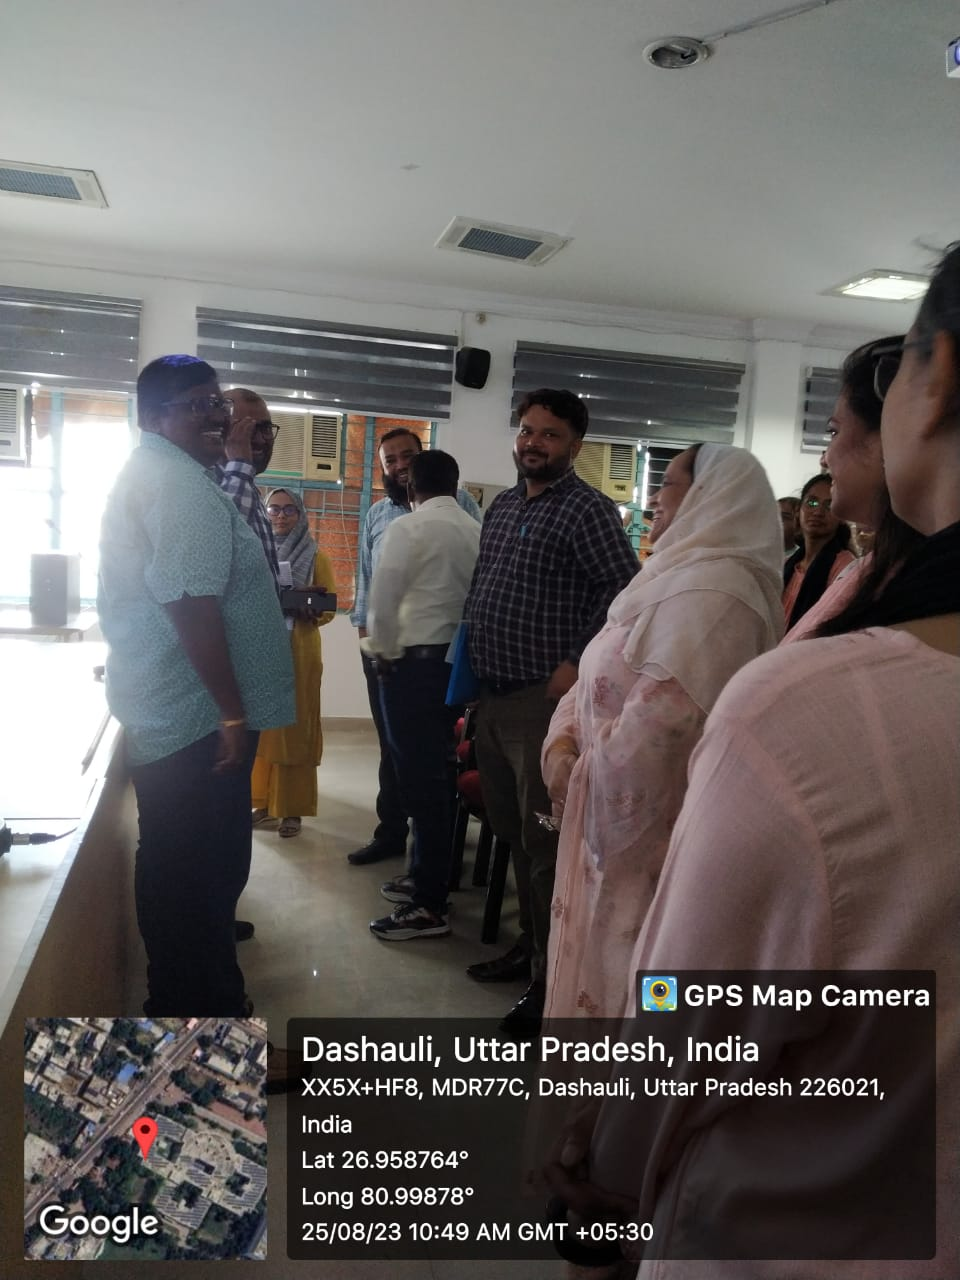 GPS Map Camera
Dashauli, Uttar Pradesh, India
XX5X+HF8, MDR77C, Dashauli, Uttar Pradesh 226021,
India
Lat 26.958764°
Long 80.99878°
25/08/23 10:49 AM GMT +05:30
Google